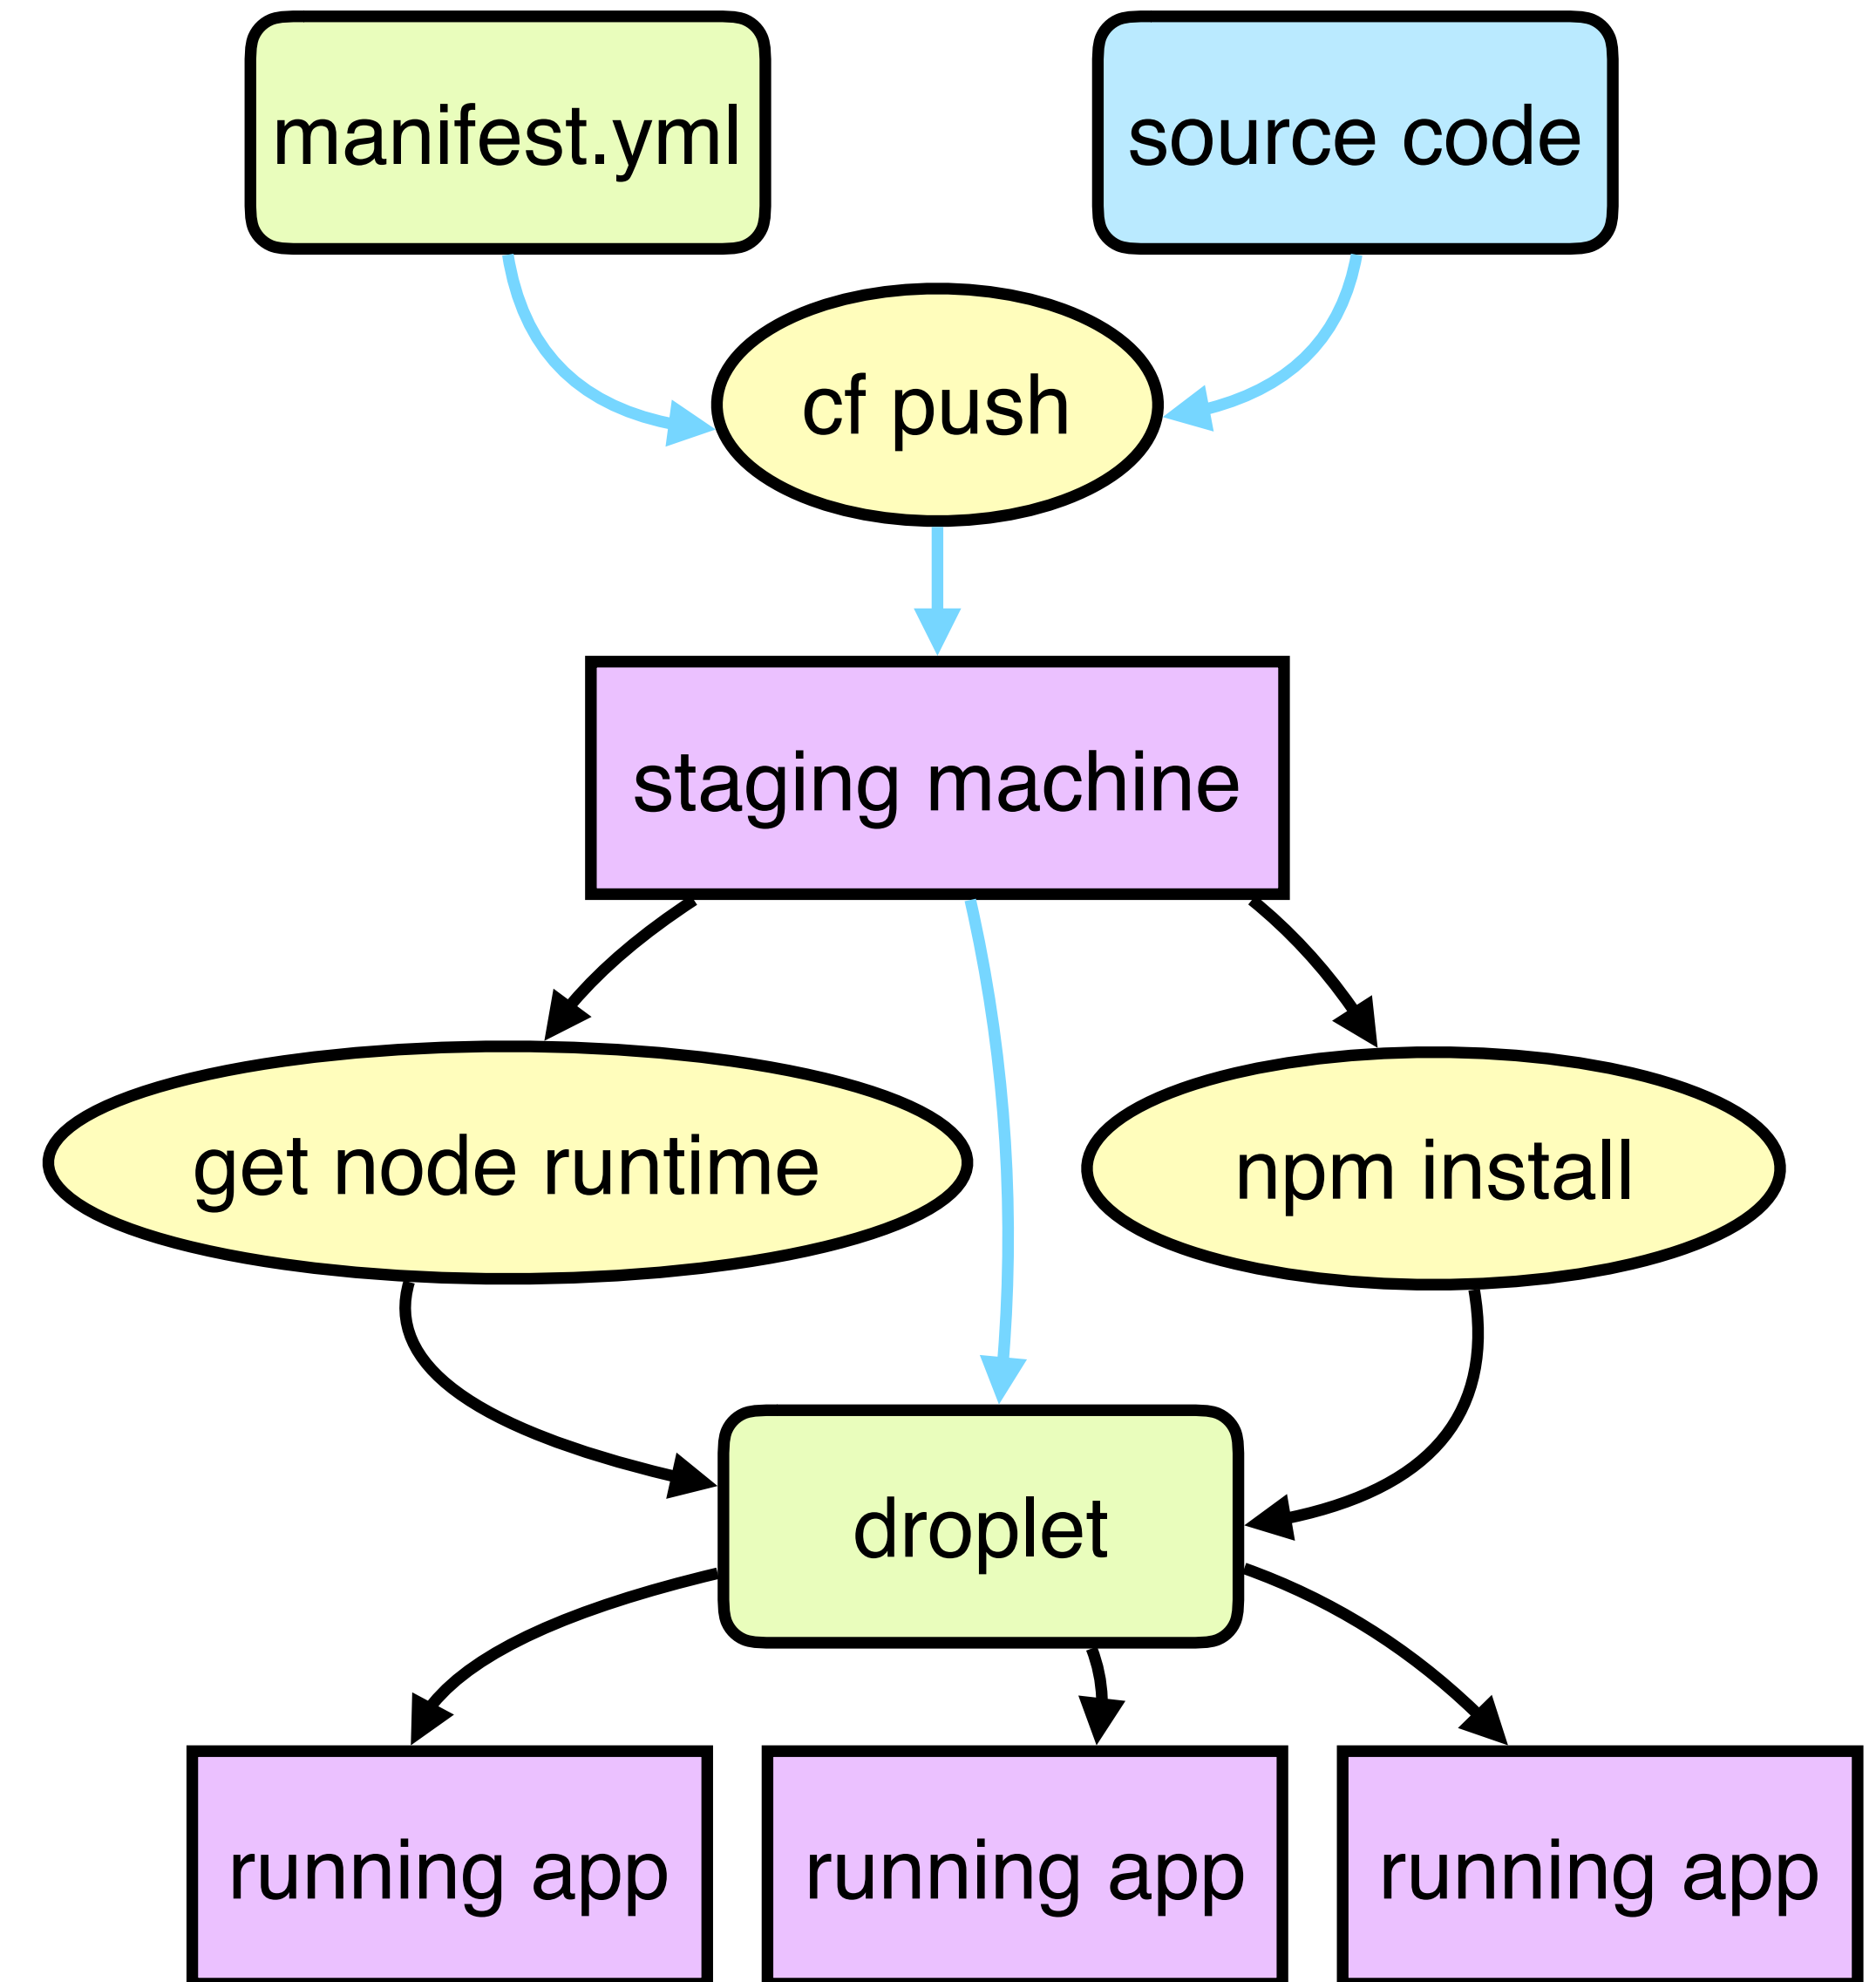 manifest.yml
source code
cf push
staging machine
get node runtime
npm install
droplet
running app
running app
running app